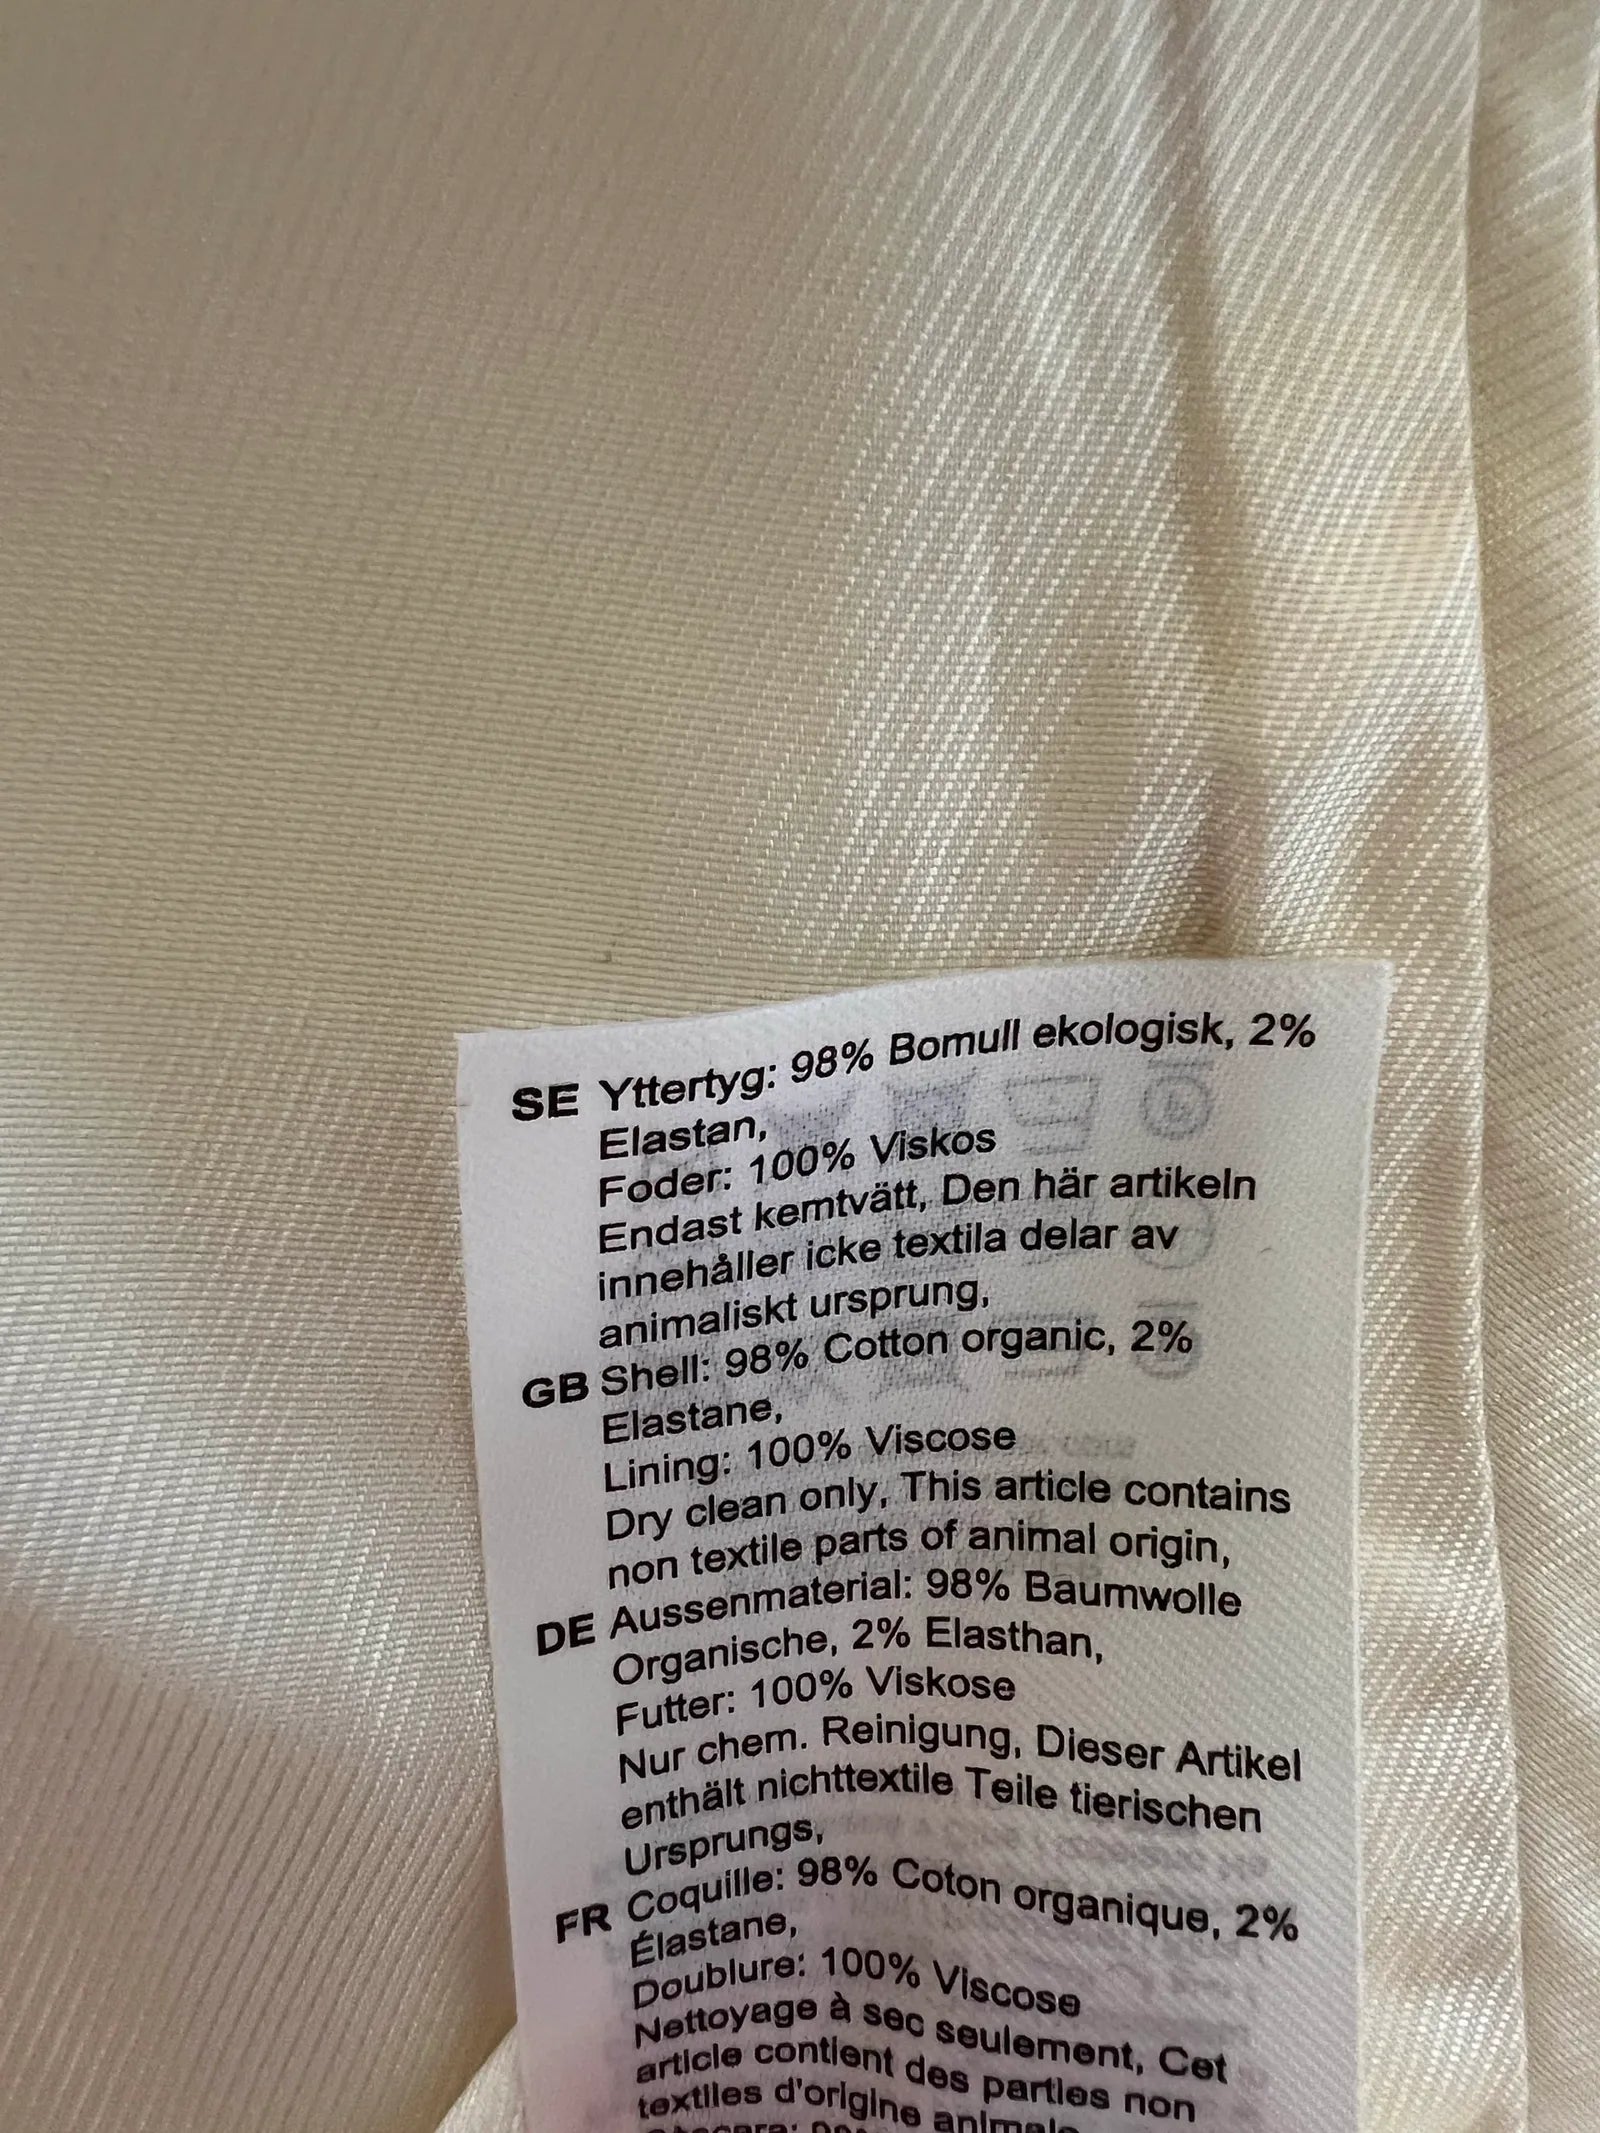 SE Yttertyg: 98% Bomull ekologisk, 2%
Elastan,
Foder: 100% Viskos
Endast kemtvätt, Den här artikeln
innehåller icke textila delar av
animaliskt ursprung,
GB Shell: 98% Cotton organic, 2%
Elastane,
Lining: 100% Viscose
Dry clean only, This article contains
non textile parts of animal origin,
DE Aussenmaterial: 98% Baumwolle
Organische, 2% Elasthan,
Futter: 100% Viskose
Nur chem. Reinigung, Dieser Artikel
enthält nichttextile Teile tierischen
Ursprungs,
FR Coquille: 98% Coton organique, 2%
Élastane,
Doublure: 100% Viscose
Nettoyage à sec seulement, Cet
article contient des parties non
textiles d'origine